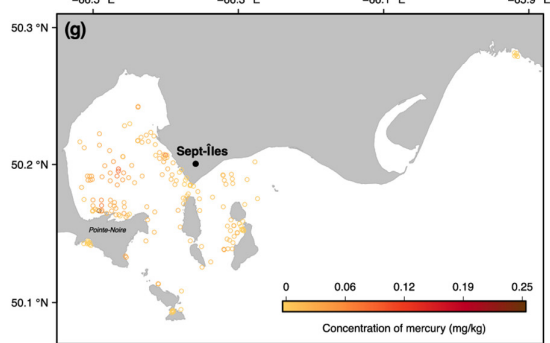 (g)
50.3 °N
Sept-Îles
50.2 °N
Pointe-Noire
50.1 °N
0 0.06 0.12 0.19 0.25
Concentration of mercury (mg/kg)